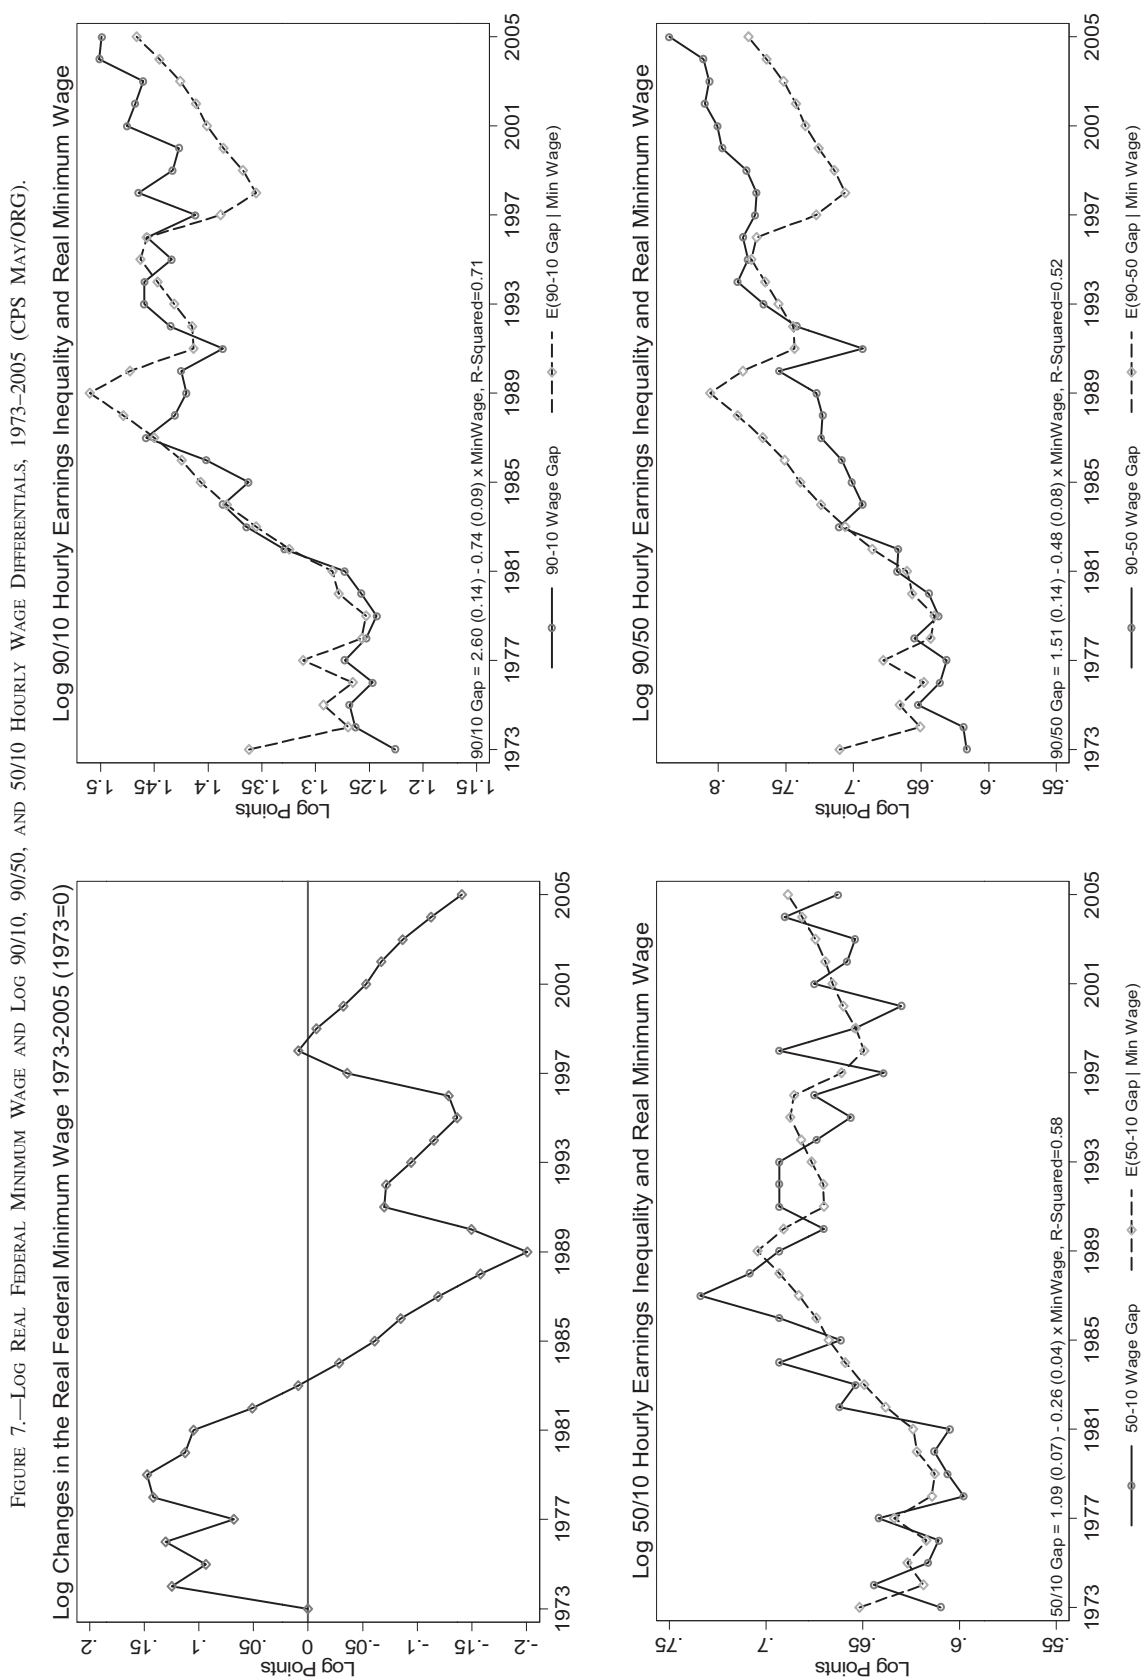 FIGURE 7.—LOG REAL FEDERAL MINIMUM WAGE AND LOG 90/10, 90/50, AND 50/10 HOURLY WAGE DIFFERENTIALS, 1973–2005 (CPS MAY/ORG).
Log Changes in the Real Federal Minimum Wage 1973-2005 (1973=0)
Log Points
.2
.15
.1
.05
0
-.05
-.1
-.15
-.2
1973 1977 1981 1985 1989 1993 1997 2001 2005
Log 90/10 Hourly Earnings Inequality and Real Minimum Wage
Log Points
1.5
1.45
1.4
1.35
1.3
1.25
1.2
1.15
90/10 Gap = 2.60 (0.14) - 0.74 (0.09) x MinWage, R-Squared=0.71
1973 1977 1981 1985 1989 1993 1997 2001 2005
90-10 Wage Gap E(90-10 Gap | Min Wage)
Log 50/10 Hourly Earnings Inequality and Real Minimum Wage
Log Points
.75
.7
.65
.6
.55
50/10 Gap = 1.09 (0.07) - 0.26 (0.04) x MinWage, R-Squared=0.58
1973 1977 1981 1985 1989 1993 1997 2001 2005
50-10 Wage Gap E(50-10 Gap | Min Wage)
Log 90/50 Hourly Earnings Inequality and Real Minimum Wage
Log Points
.8
.75
.7
.65
.6
.55
90/50 Gap = 1.51 (0.14) - 0.48 (0.08) x MinWage, R-Squared=0.52
1973 1977 1981 1985 1989 1993 1997 2001 2005
90-50 Wage Gap E(90-50 Gap | Min Wage)